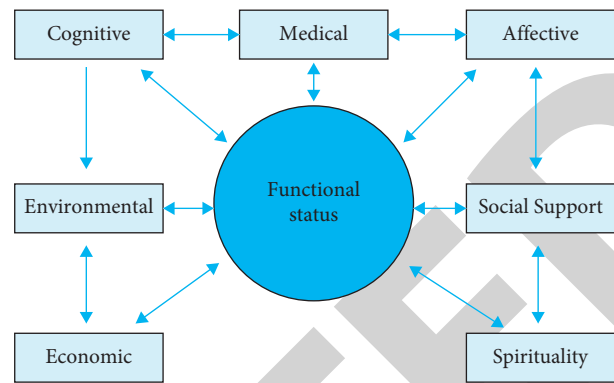 Cognitive
Medical
Affective
Functional
status
Environmental
Social Support
Economic
Spirituality